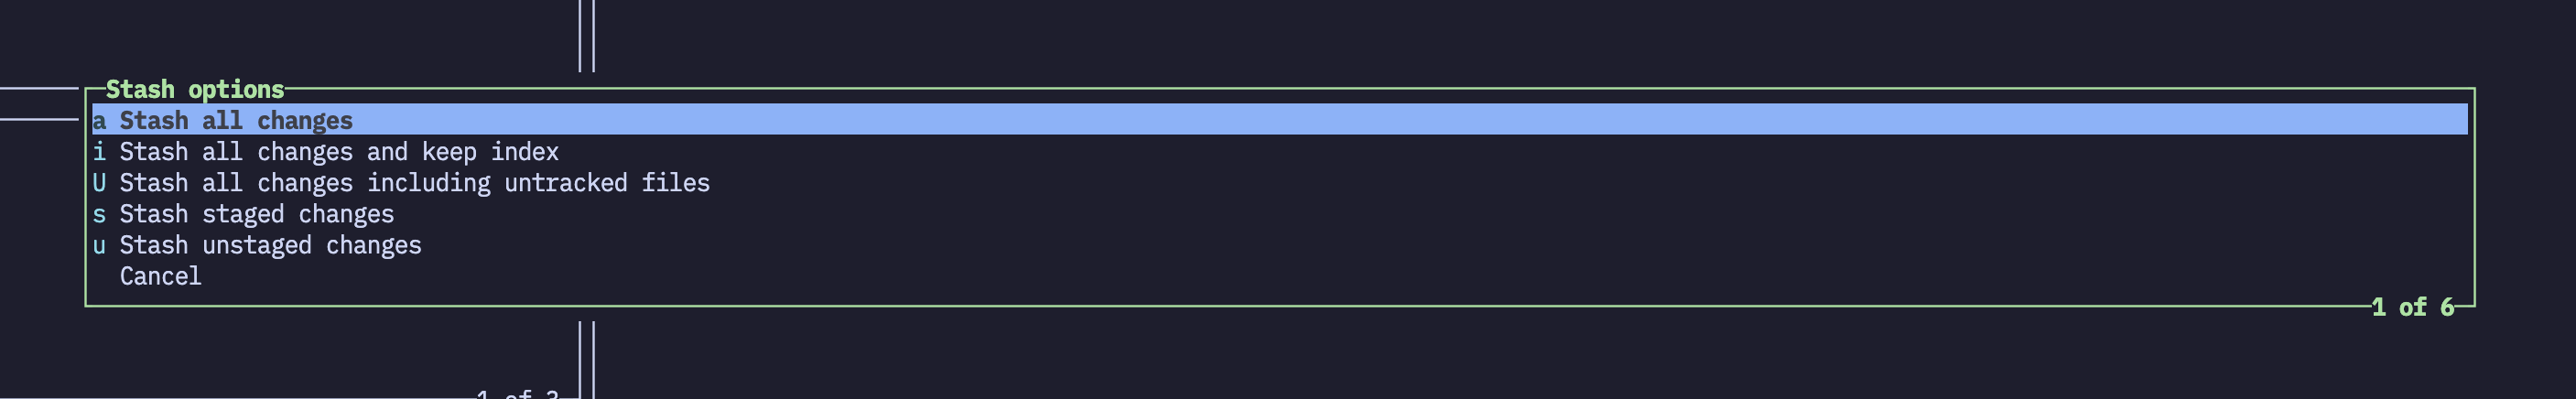 Stash options
a Stash all changes
i Stash all changes and keep index
U Stash all changes including untracked files
s Stash staged changes
u Stash unstaged changes
Cancel
1 of 6
1 of 3